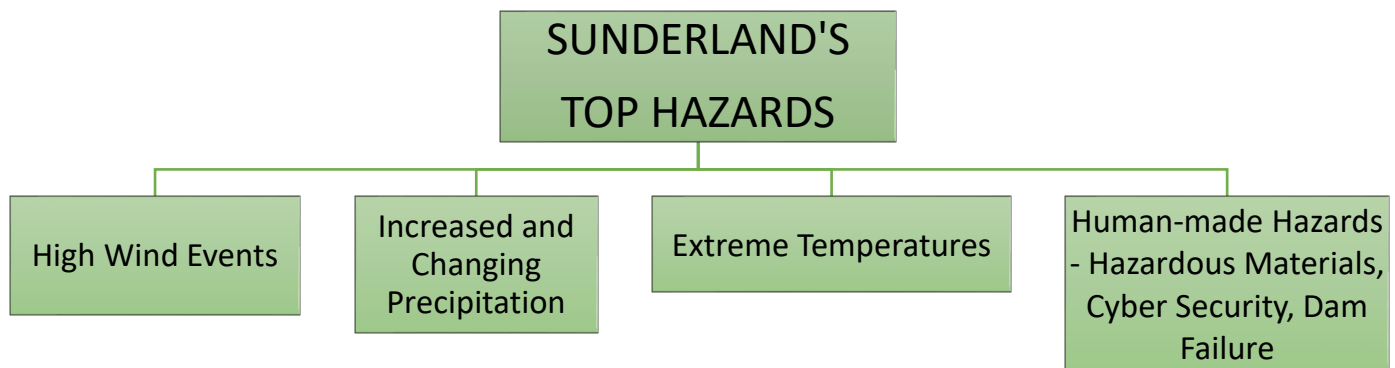 SUNDERLAND'S
TOP HAZARDS
High Wind Events
Increased and
Changing
Precipitation
Extreme Temperatures
Human-made Hazards
- Hazardous Materials,
Cyber Security, Dam
Failure